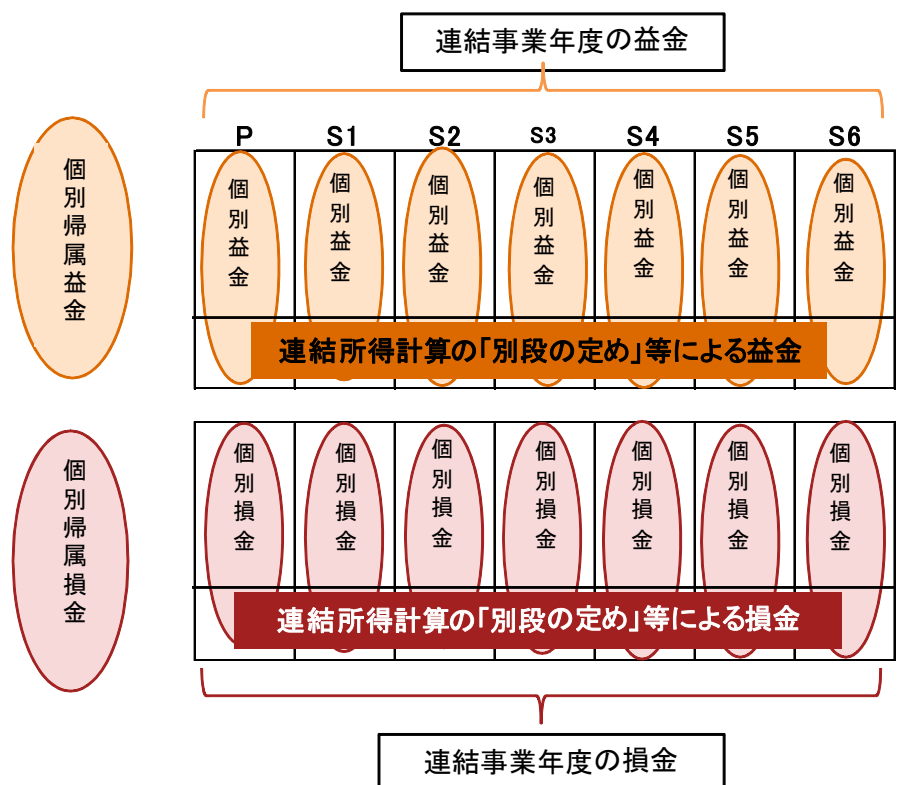 連結事業年度の益金
個別帰属益金
P S1 S2 S3 S4 S5 S6
個別益金 個別益金 個別益金 個別益金 個別益金 個別益金 個別益金
連結所得計算の「別段の定め」等による益金
個別帰属損金
個別損金 個別損金 個別損金 個別損金 個別損金 個別損金 個別損金
連結所得計算の「別段の定め」等による損金
連結事業年度の損金